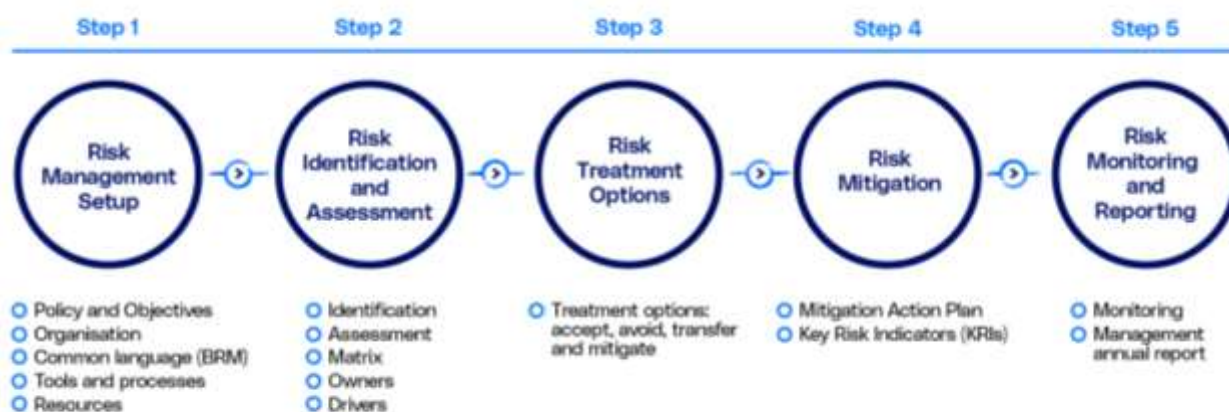 Step 1
Step 2
Step 3
Step 4
Step 5
Risk
Management
Setup
Risk
Identification
and
Assessment
Risk
Treatment
Options
Risk
Mitigation
Risk
Monitoring
and
Reporting
Policy and Objectives
Organisation
Common language (BRM)
Tools and processes
Resources
Identification
Assessment
Matrix
Owners
Drivers
Treatment options:
accept, avoid, transfer
and mitigate
Mitigation Action Plan
Key Risk Indicators (KRIs)
Monitoring
Management
annual report